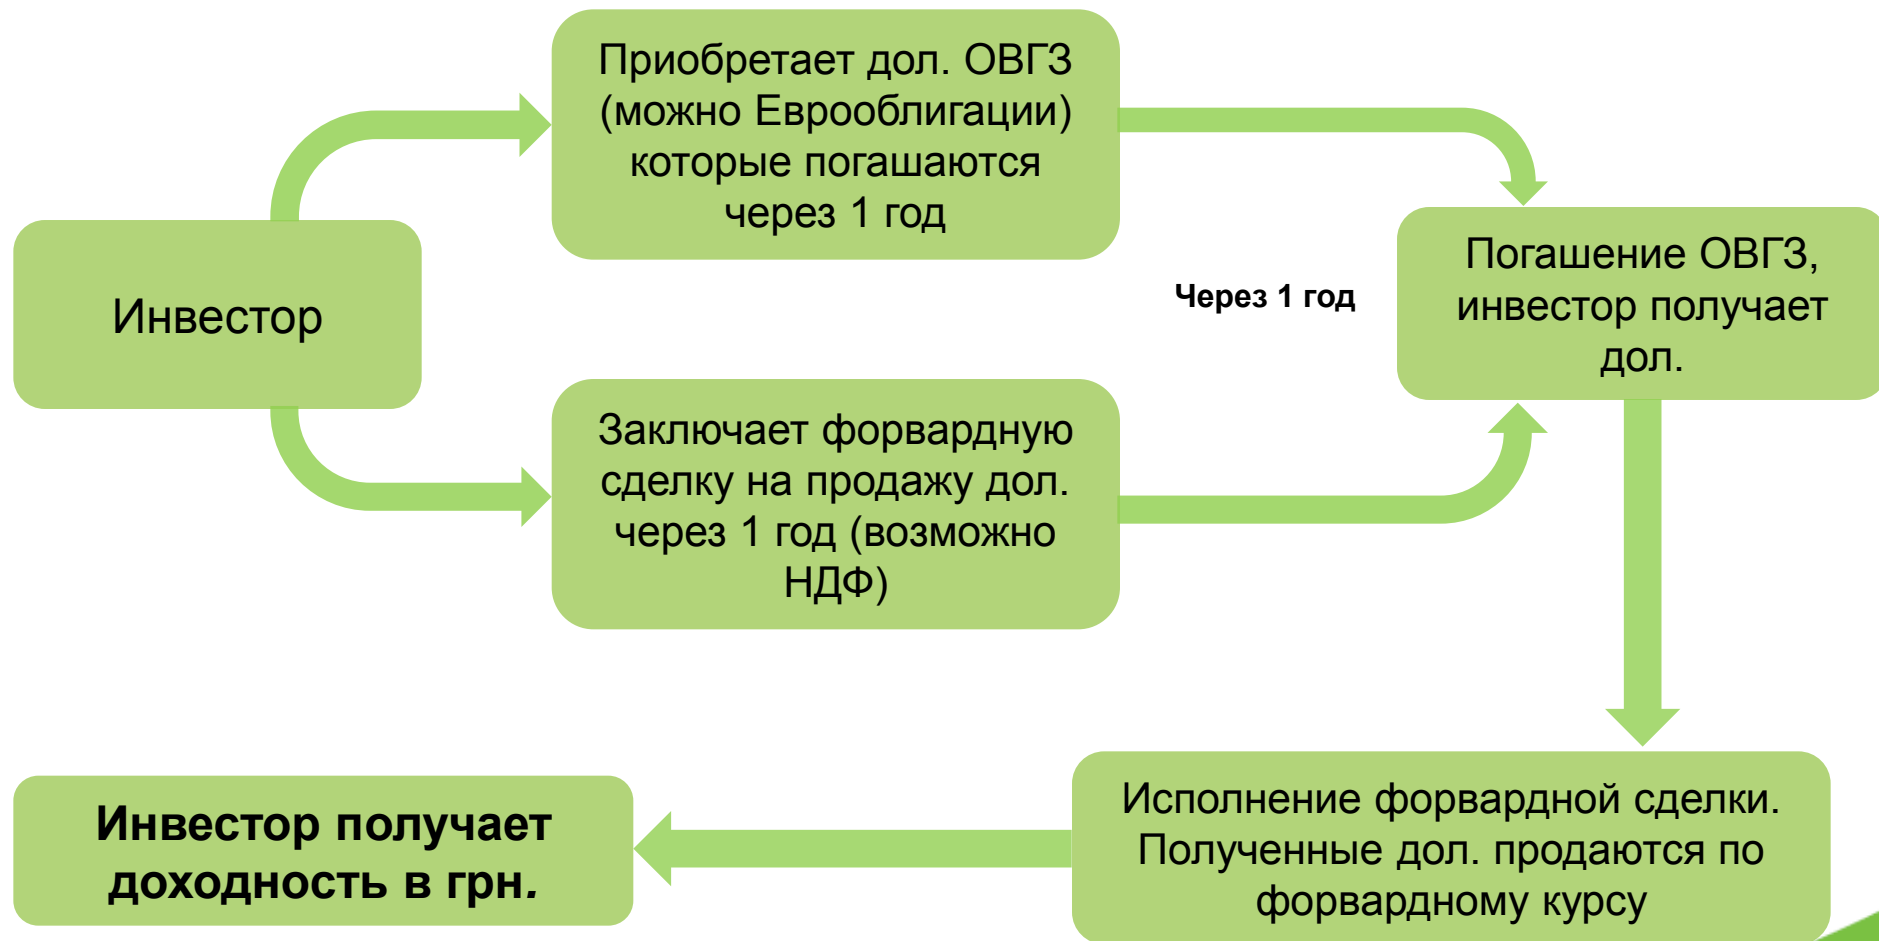 Приобретает дол. ОВГЗ
(можно Еврооблигации)
которые погашаются
через 1 год
Инвестор
Через 1 год
Погашение ОВГЗ,
инвестор получает
дол.
Заключает форвардную
сделку на продажу дол.
через 1 год (возможно
НДФ)
Исполнение форвардной сделки.
Полученные дол. продаются по
форвардному курсу
Инвестор получает
доходность в грн.